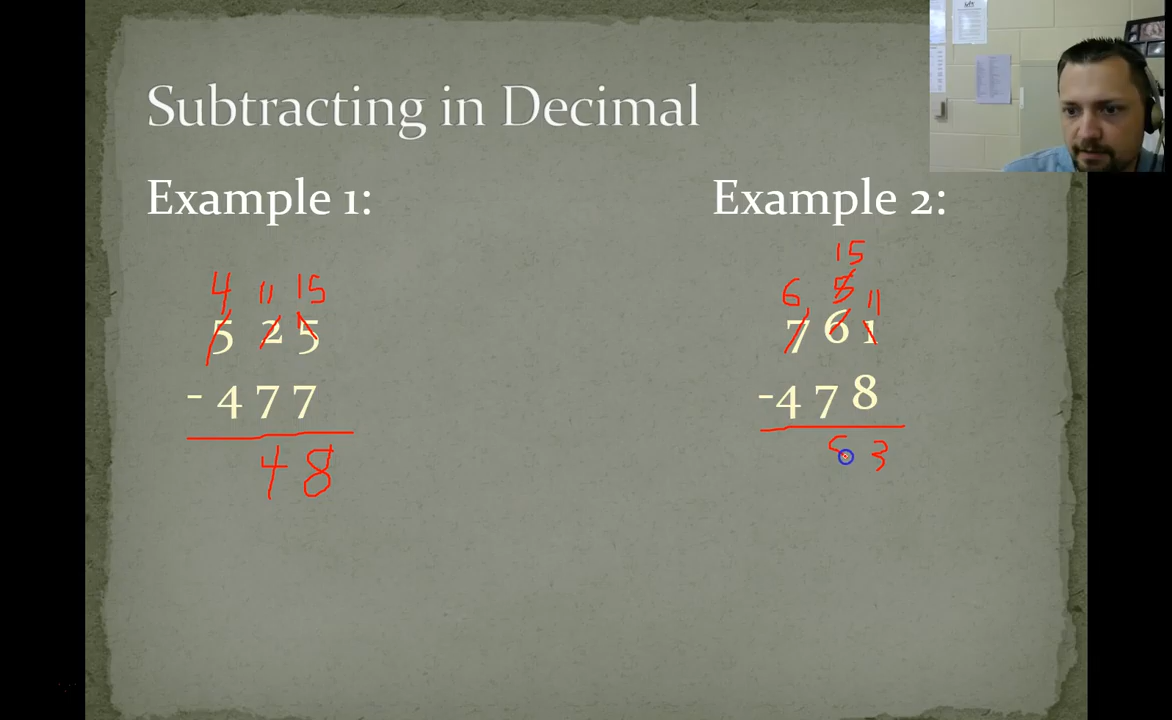 Subtracting in Decimal
Example 1:
4 11 15
5 2 5
- 4 7 7
4 8
Example 2:
15
6 5 11
7 6 1
-4 7 8
3